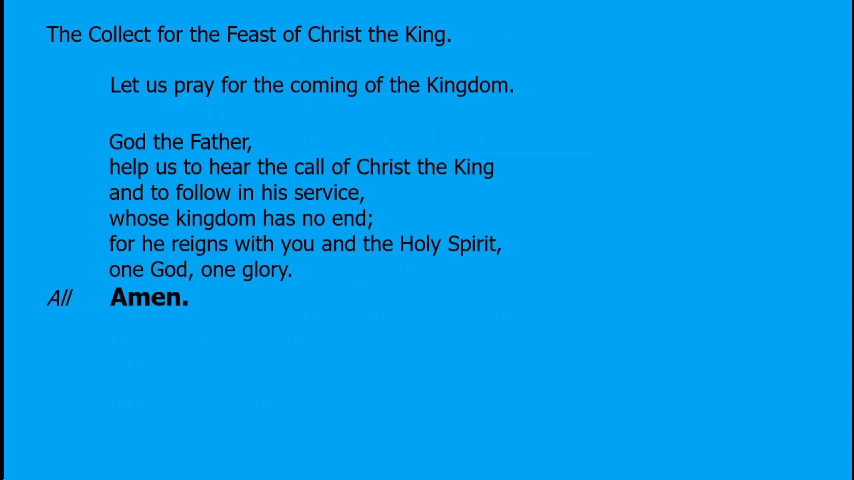 The Collect for the Feast of Christ the King.
Let us pray for the coming of the Kingdom.
God the Father,
help us to hear the call of Christ the King
and to follow in his service,
whose kingdom has no end;
for he reigns with you and the Holy Spirit,
one God, one glory.
All Amen.